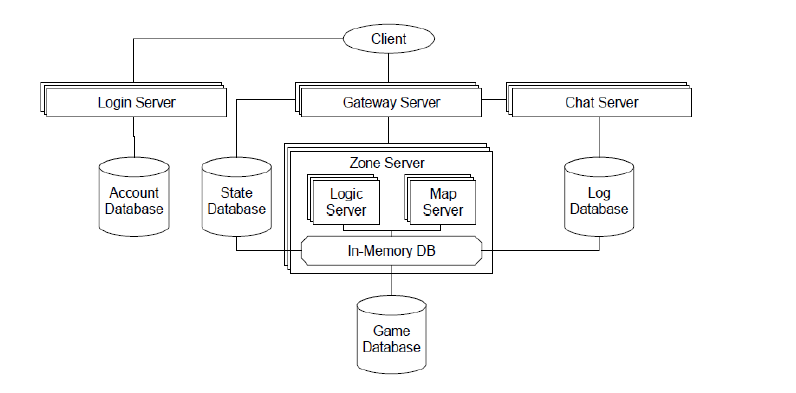 Client
Login Server
Gateway Server
Chat Server
Zone Server
Account
Database
State
Database
Logic
Server
Map
Server
Log
Database
In-Memory DB
Game
Database